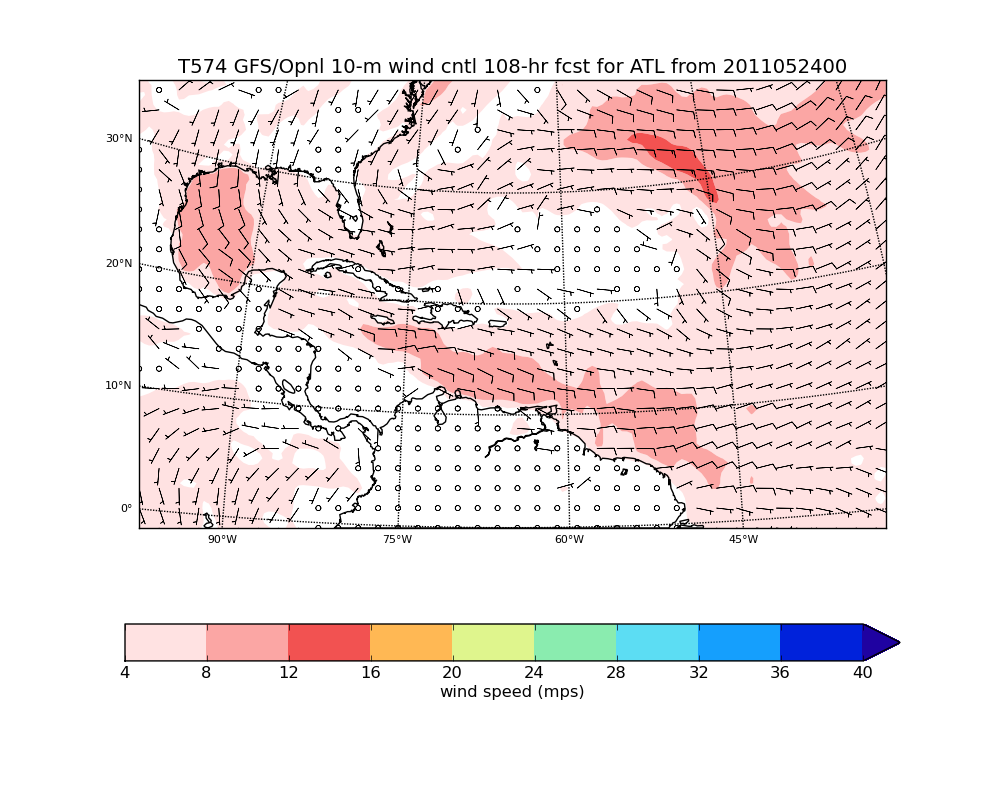 T574 GFS/Opnl 10-m wind cntl 108-hr fcst for ATL from 2011052400
30°N
20°N
10°N
0°
90°W 75°W 60°W 45°W
4 8 12 16 20 24 28 32 36 40
wind speed (mps)